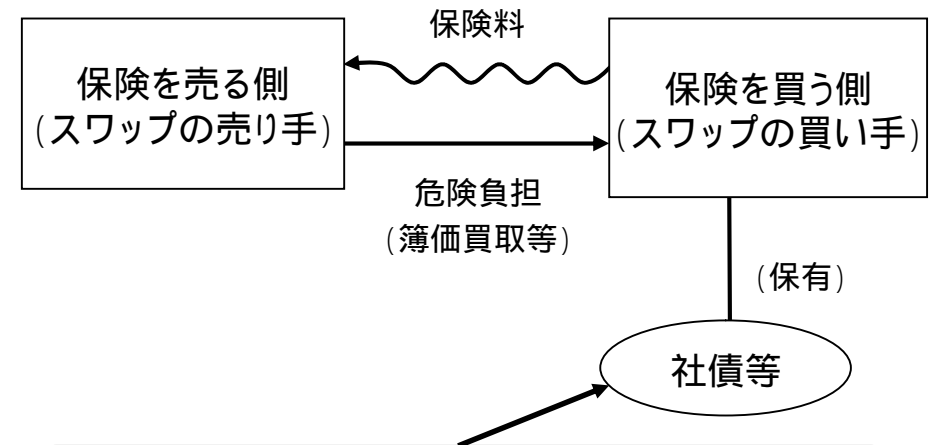 保険料
保険を売る側
(スワップの売り手)
保険を買う側
(スワップの買い手)
危険負担
(簿価買取等)
(保有)
社債等